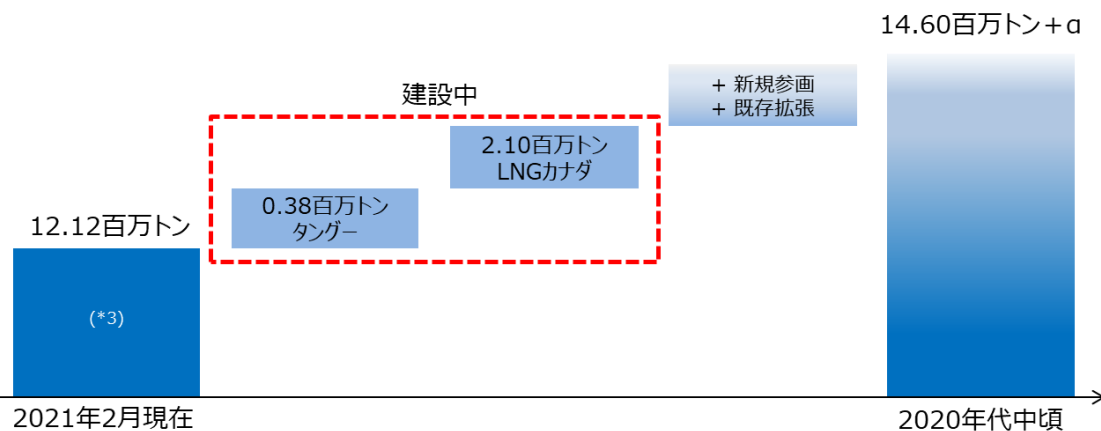 14.60百万トン+α
建設中
+ 新規参画
+ 既存拡張
2.10百万トン
LNGカナダ
0.38百万トン
タングー
12.12百万トン
(*3)
2021年2月現在
2020年代中頃